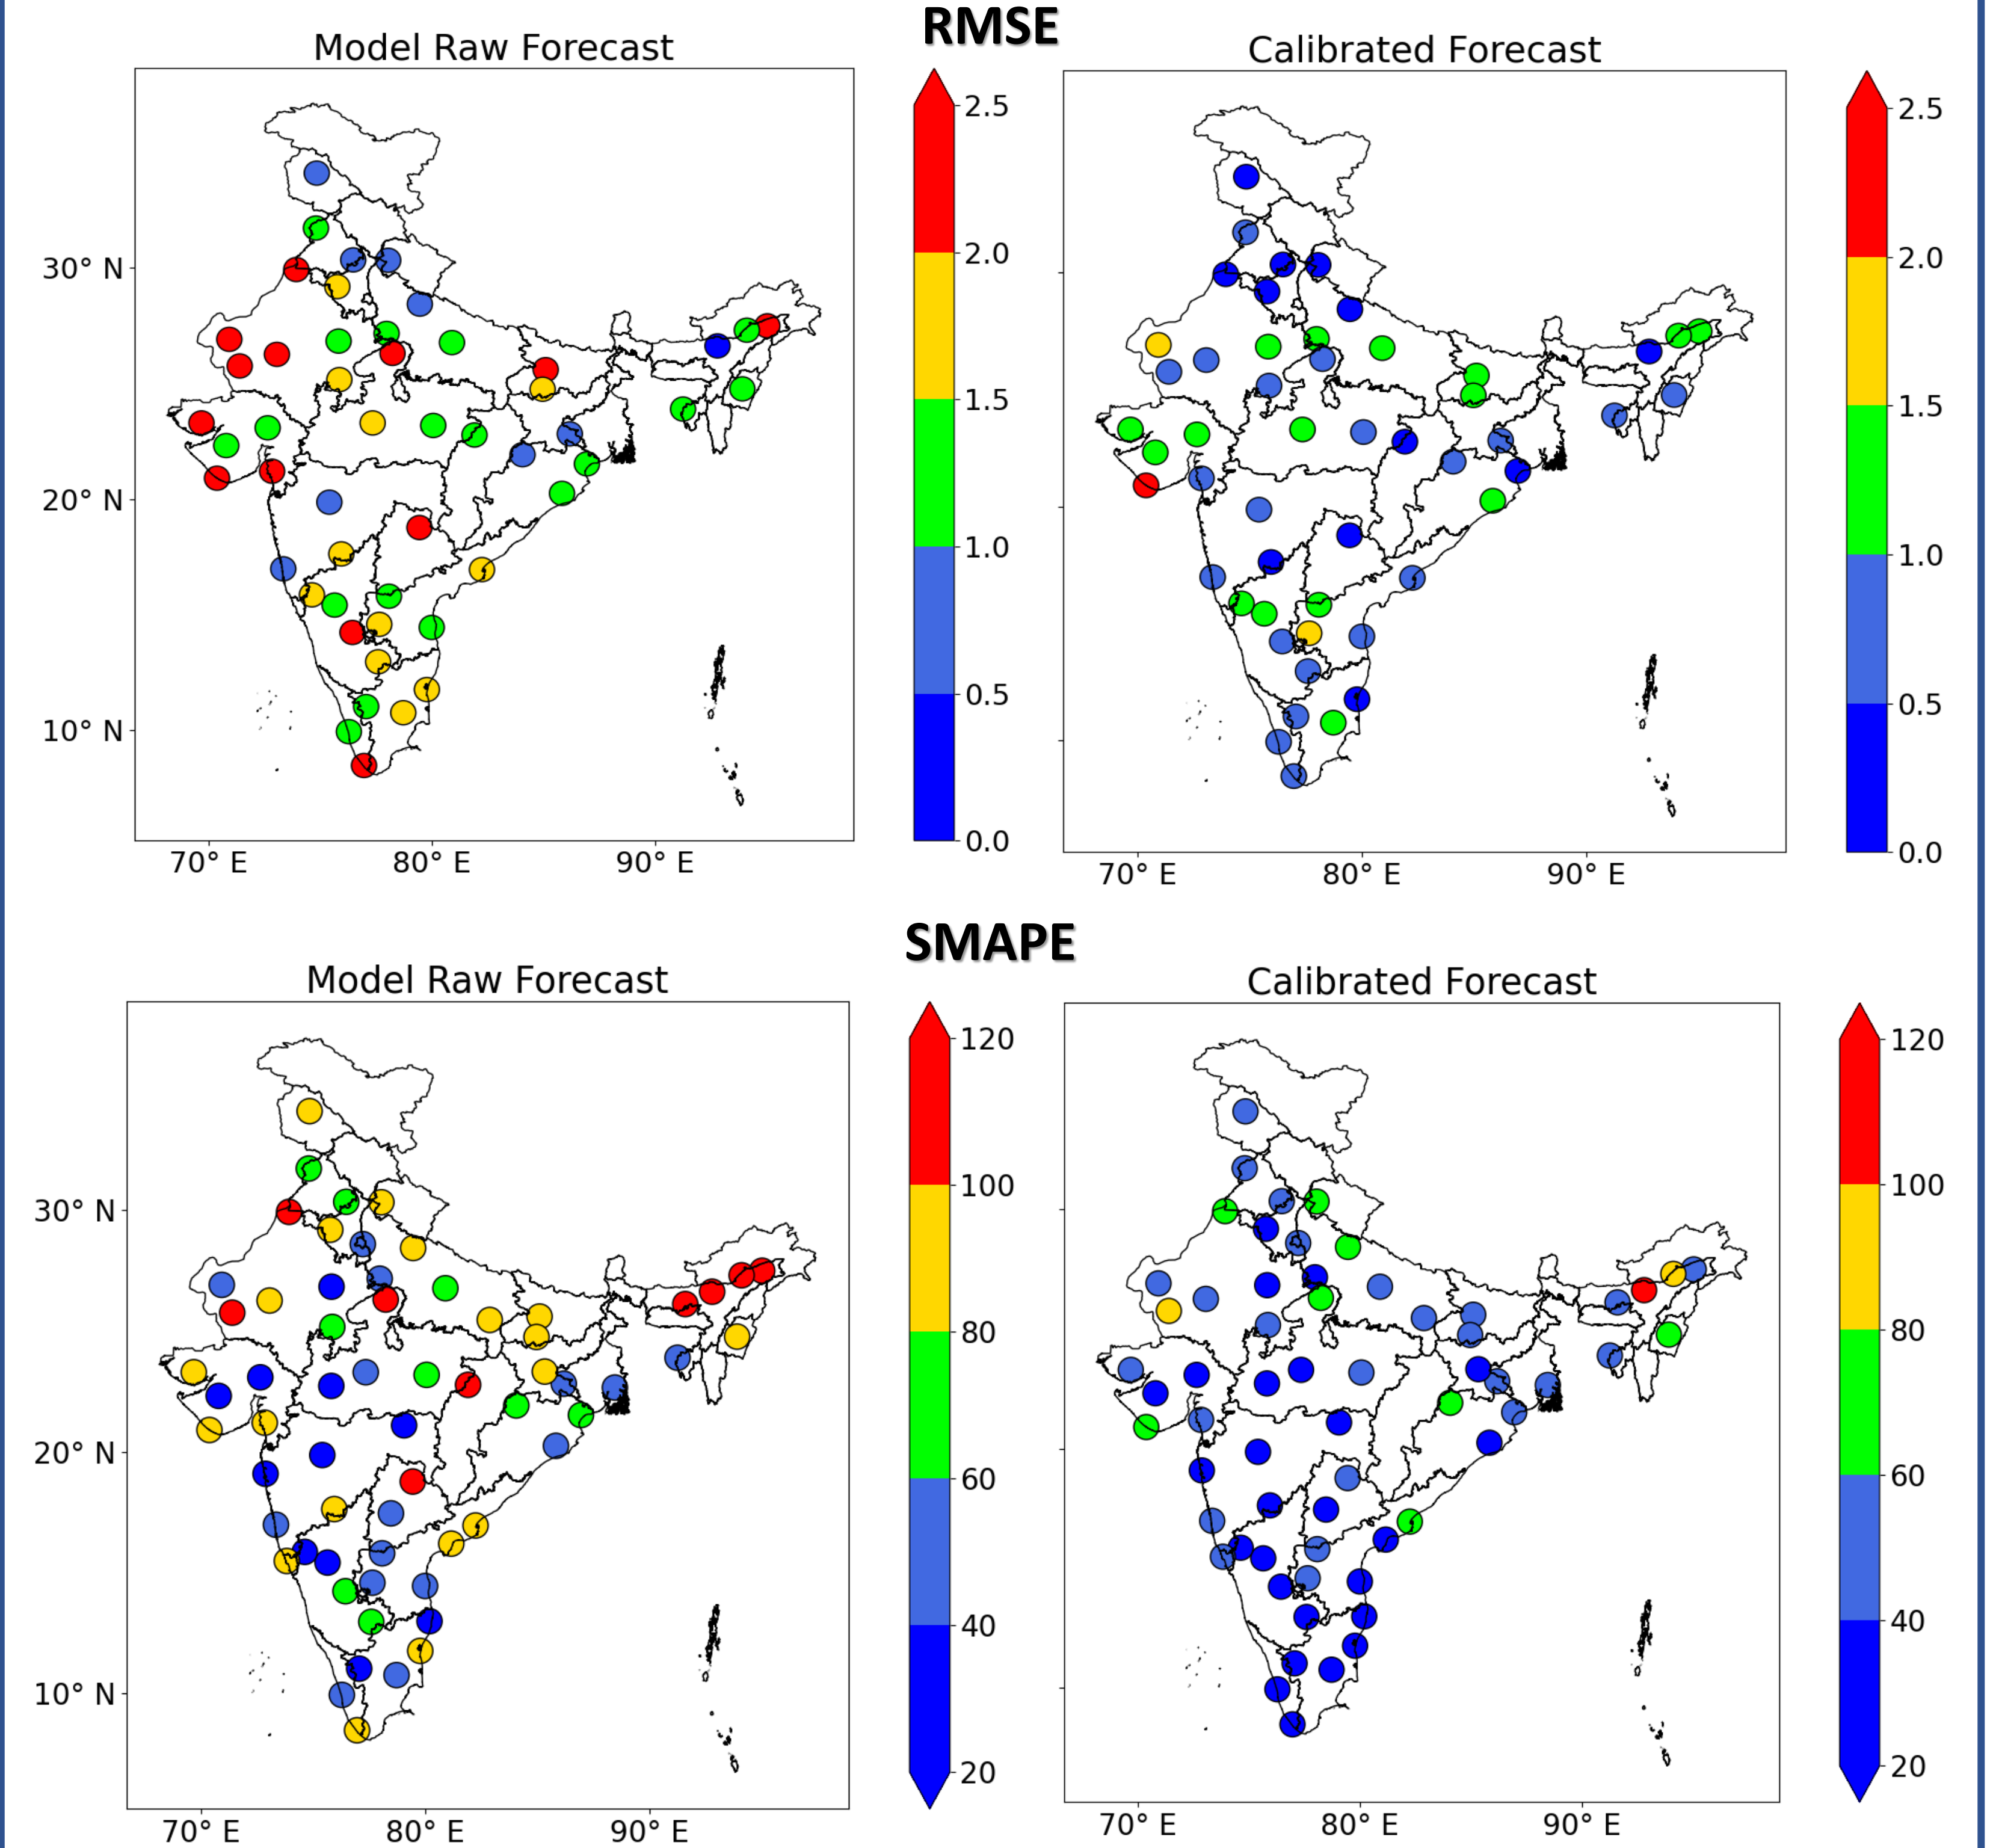 RMSE
Model Raw Forecast
Calibrated Forecast
30° N
20° N
10° N
70° E
80° E
90° E
2.5
2.0
1.5
1.0
0.5
0.0
70° E
80° E
90° E
2.5
2.0
1.5
1.0
0.5
0.0
SMAPE
Model Raw Forecast
Calibrated Forecast
30° N
20° N
10° N
70° E
80° E
90° E
120
100
80
60
40
20
70° E
80° E
90° E
120
100
80
60
40
20